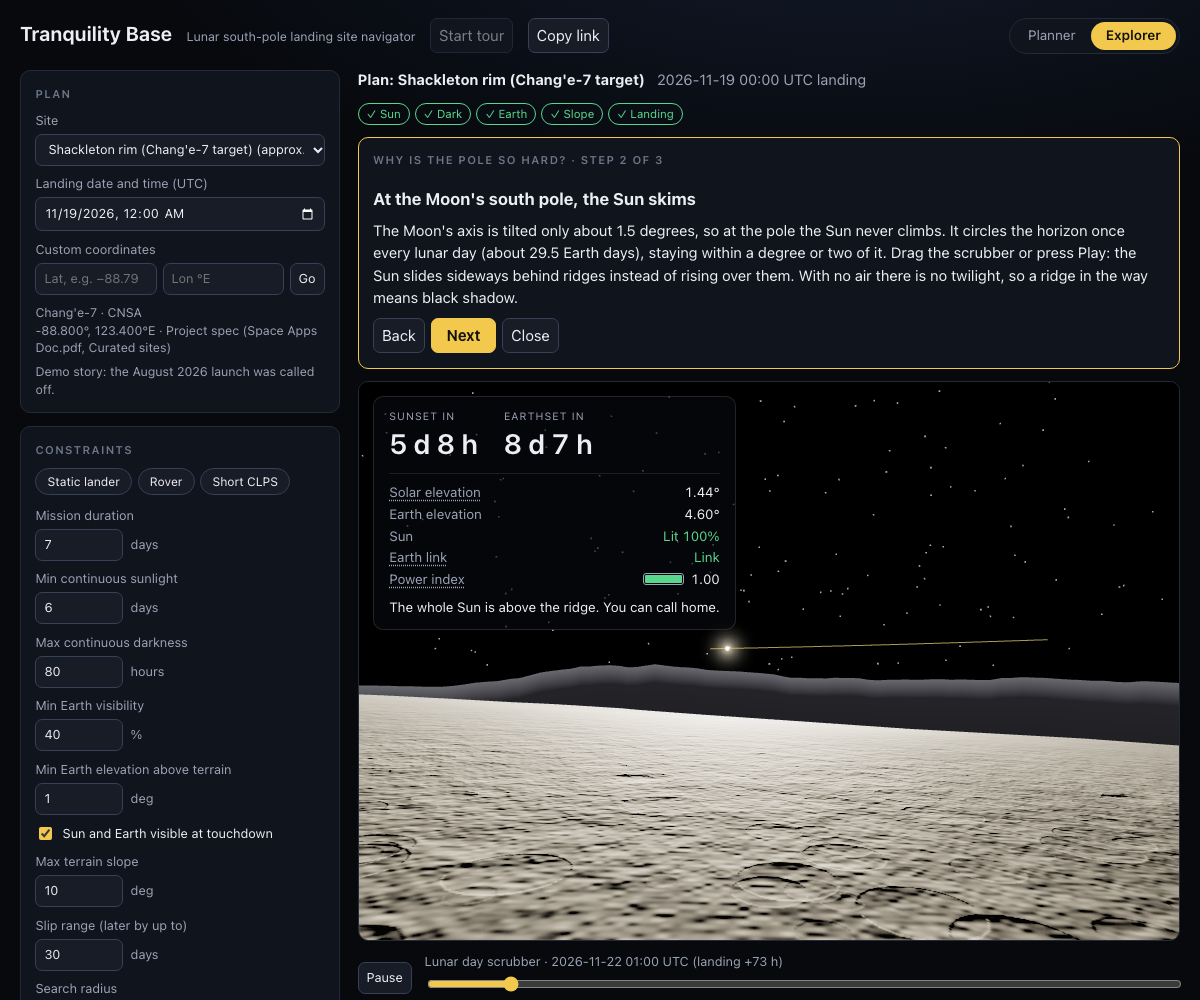 Tranquility Base
Lunar south-pole landing site navigator
Start tour
Copy link
Planner
Explorer
PLAN
Site
Shackleton rim (Chang'e-7 target) (approx.
Landing date and time (UTC)
11/19/2026, 12:00 AM
Custom coordinates
Lat, e.g. −88.79
Lon °E
Go
Chang'e-7 · CNSA
-88.800°, 123.400°E · Project spec (Space Apps
Doc.pdf, Curated sites)
Demo story: the August 2026 launch was called
off.
CONSTRAINTS
Static lander
Rover
Short CLPS
Mission duration
7 days
Min continuous sunlight
6 days
Max continuous darkness
80 hours
Min Earth visibility
40 %
Min Earth elevation above terrain
1 deg
Sun and Earth visible at touchdown
Max terrain slope
10 deg
Slip range (later by up to)
30 days
Search radius
Plan: Shackleton rim (Chang'e-7 target) 2026-11-19 00:00 UTC landing
✓ Sun
✓ Dark
✓ Earth
✓ Slope
✓ Landing
WHY IS THE POLE SO HARD? · STEP 2 OF 3
At the Moon's south pole, the Sun skims
The Moon's axis is tilted only about 1.5 degrees, so at the pole the Sun never climbs. It circles the horizon once
every lunar day (about 29.5 Earth days), staying within a degree or two of it. Drag the scrubber or press Play: the
Sun slides sideways behind ridges instead of rising over them. With no air there is no twilight, so a ridge in the way
means black shadow.
Back
Next
Close
SUNSET IN
5 d 8 h
EARTHSET IN
8 d 7 h
Solar elevation 1.44°
Earth elevation 4.60°
Sun Lit 100%
Earth link Link
Power index 1.00
The whole Sun is above the ridge. You can call home.
Pause
Lunar day scrubber · 2026-11-22 01:00 UTC (landing +73 h)